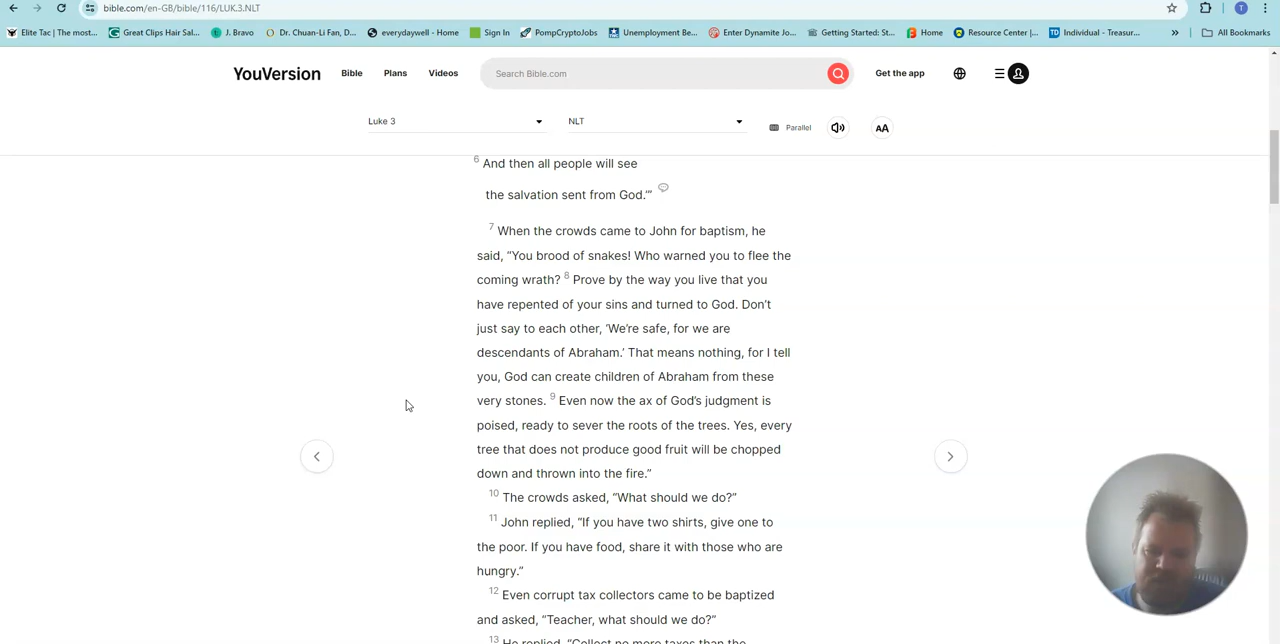 bible.com/en-GB/bible/116/LUK.3.NLT
T
Elite Tac | The most... Great Clips Hair Sal... J. Bravo Dr. Chuan-Li Fan, D... everydaywell - Home Sign In PompCryptoJobs Unemployment Be... Enter Dynamite Jo... Getting Started: St... Home Resource Center |... TD Individual - Treasur... » All Bookmarks
YouVersion Bible Plans Videos Search Bible.com Get the app
Luke 3 NLT Parallel AA
6 And then all people will see
the salvation sent from God.’”
7 When the crowds came to John for baptism, he
said, “You brood of snakes! Who warned you to flee the
coming wrath? 8 Prove by the way you live that you
have repented of your sins and turned to God. Don’t
just say to each other, ‘We’re safe, for we are
descendants of Abraham.’ That means nothing, for I tell
you, God can create children of Abraham from these
very stones. 9 Even now the ax of God’s judgment is
poised, ready to sever the roots of the trees. Yes, every
tree that does not produce good fruit will be chopped
down and thrown into the fire.”
10 The crowds asked, “What should we do?”
11 John replied, “If you have two shirts, give one to
the poor. If you have food, share it with those who are
hungry.”
12 Even corrupt tax collectors came to be baptized
and asked, “Teacher, what should we do?”
13 He replied, “Collect no more taxes than the